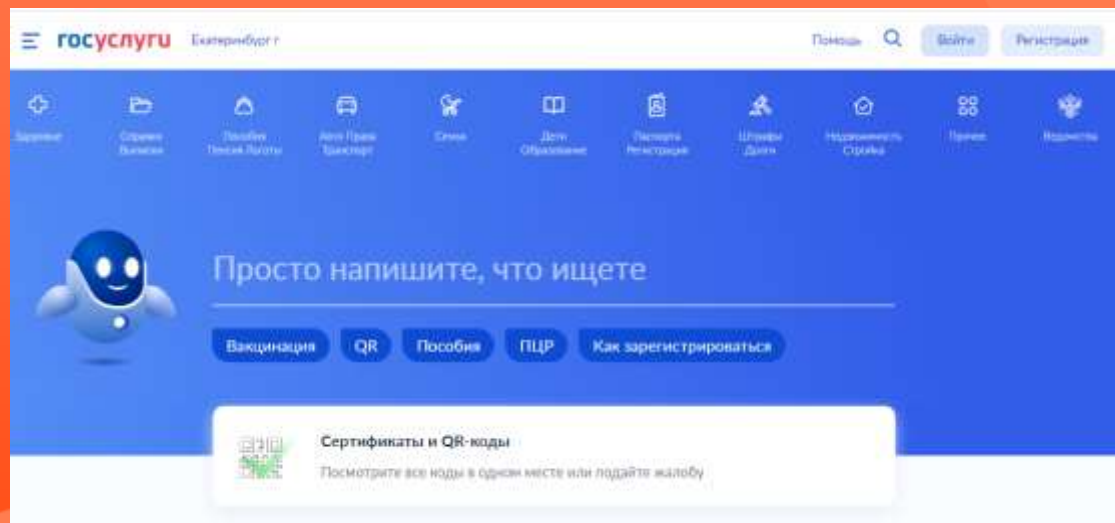 госуслуги
Екатеринбург г
Помощь
Войти
Регистрация
Здоровье
Справки
Выписки
Пособия
Пенсия Льготы
Авто Права
Транспорт
Семья
Дети
Образование
Паспорта
Регистрация
Штрафы
Долги
Недвижимость
Стройка
Прочее
Ведомства
Просто напишите, что ищете
Вакцинация
QR
Пособия
ПЦР
Как зарегистрироваться
Сертификаты и QR-коды
Посмотрите все коды в одном месте или подайте жалобу